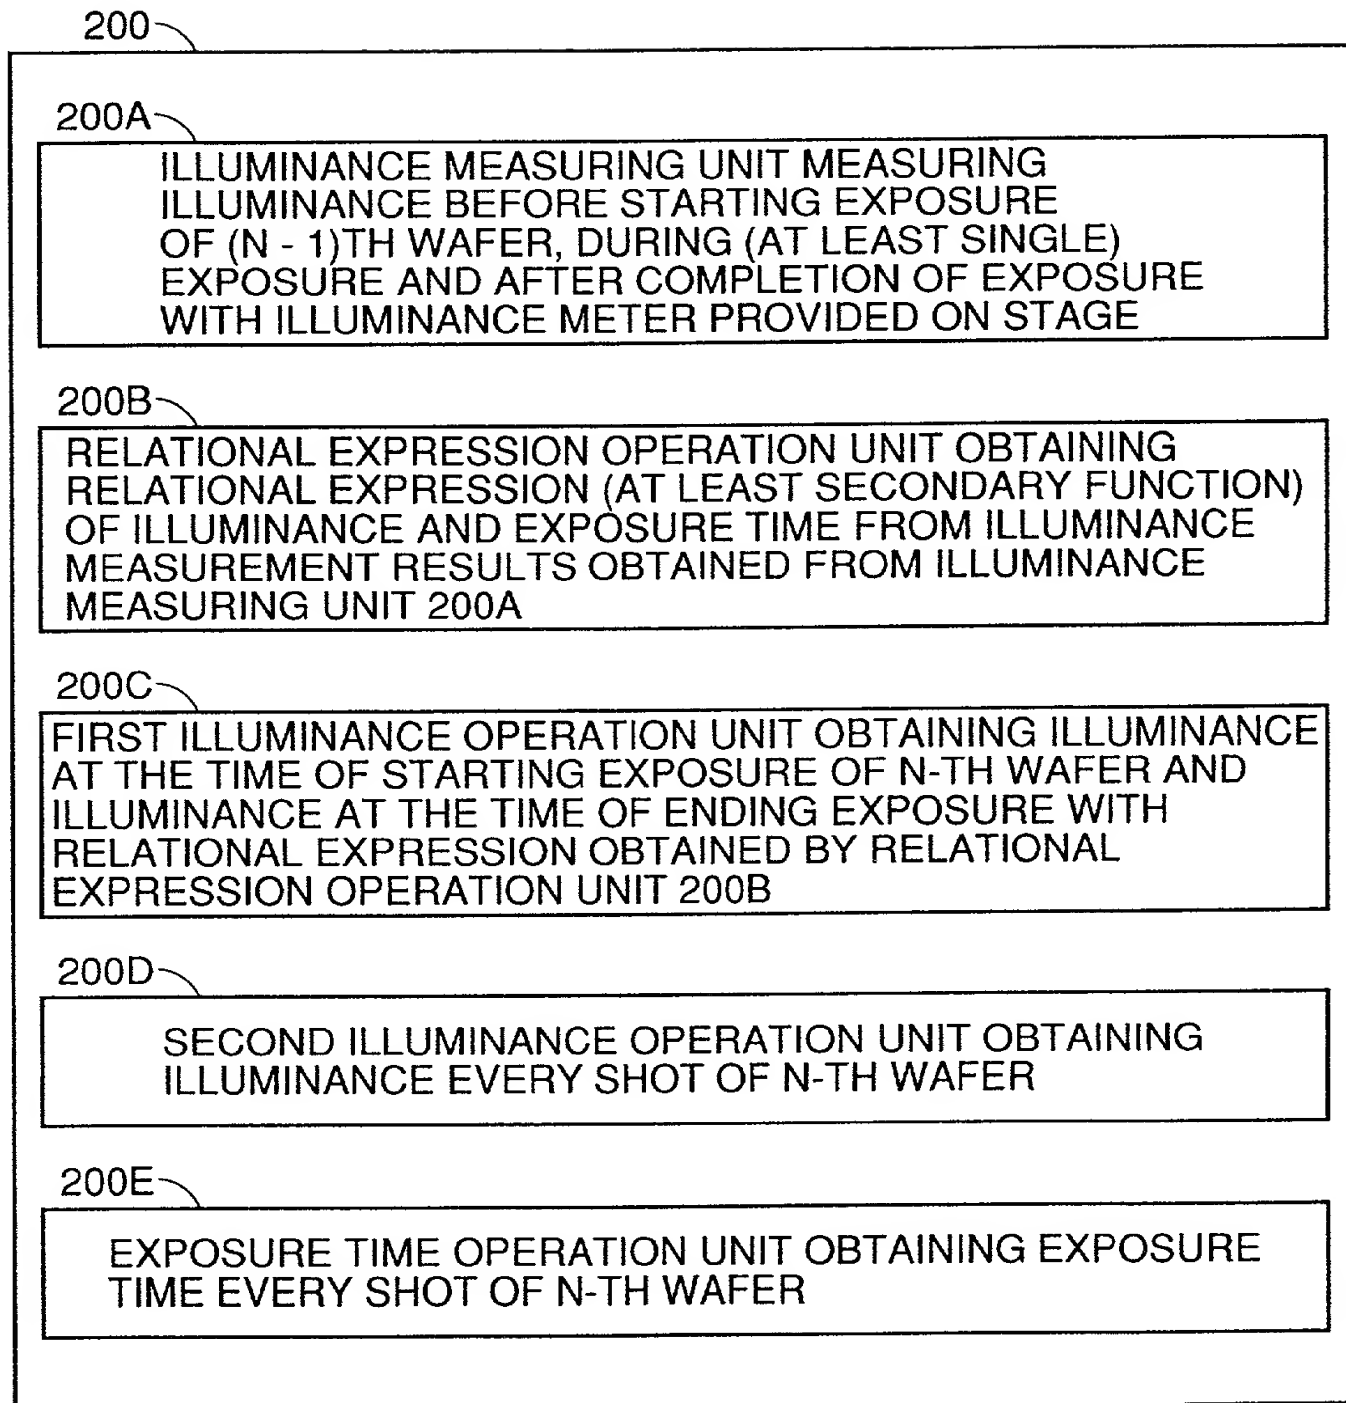 200
200A
ILLUMINANCE MEASURING UNIT MEASURING
ILLUMINANCE BEFORE STARTING EXPOSURE
OF (N - 1)TH WAFER, DURING (AT LEAST SINGLE)
EXPOSURE AND AFTER COMPLETION OF EXPOSURE
WITH ILLUMINANCE METER PROVIDED ON STAGE
200B
RELATIONAL EXPRESSION OPERATION UNIT OBTAINING
RELATIONAL EXPRESSION (AT LEAST SECONDARY FUNCTION)
OF ILLUMINANCE AND EXPOSURE TIME FROM ILLUMINANCE
MEASUREMENT RESULTS OBTAINED FROM ILLUMINANCE
MEASURING UNIT 200A
200C
FIRST ILLUMINANCE OPERATION UNIT OBTAINING ILLUMINANCE
AT THE TIME OF STARTING EXPOSURE OF N-TH WAFER AND
ILLUMINANCE AT THE TIME OF ENDING EXPOSURE WITH
RELATIONAL EXPRESSION OBTAINED BY RELATIONAL
EXPRESSION OPERATION UNIT 200B
200D
SECOND ILLUMINANCE OPERATION UNIT OBTAINING
ILLUMINANCE EVERY SHOT OF N-TH WAFER
200E
EXPOSURE TIME OPERATION UNIT OBTAINING EXPOSURE
TIME EVERY SHOT OF N-TH WAFER